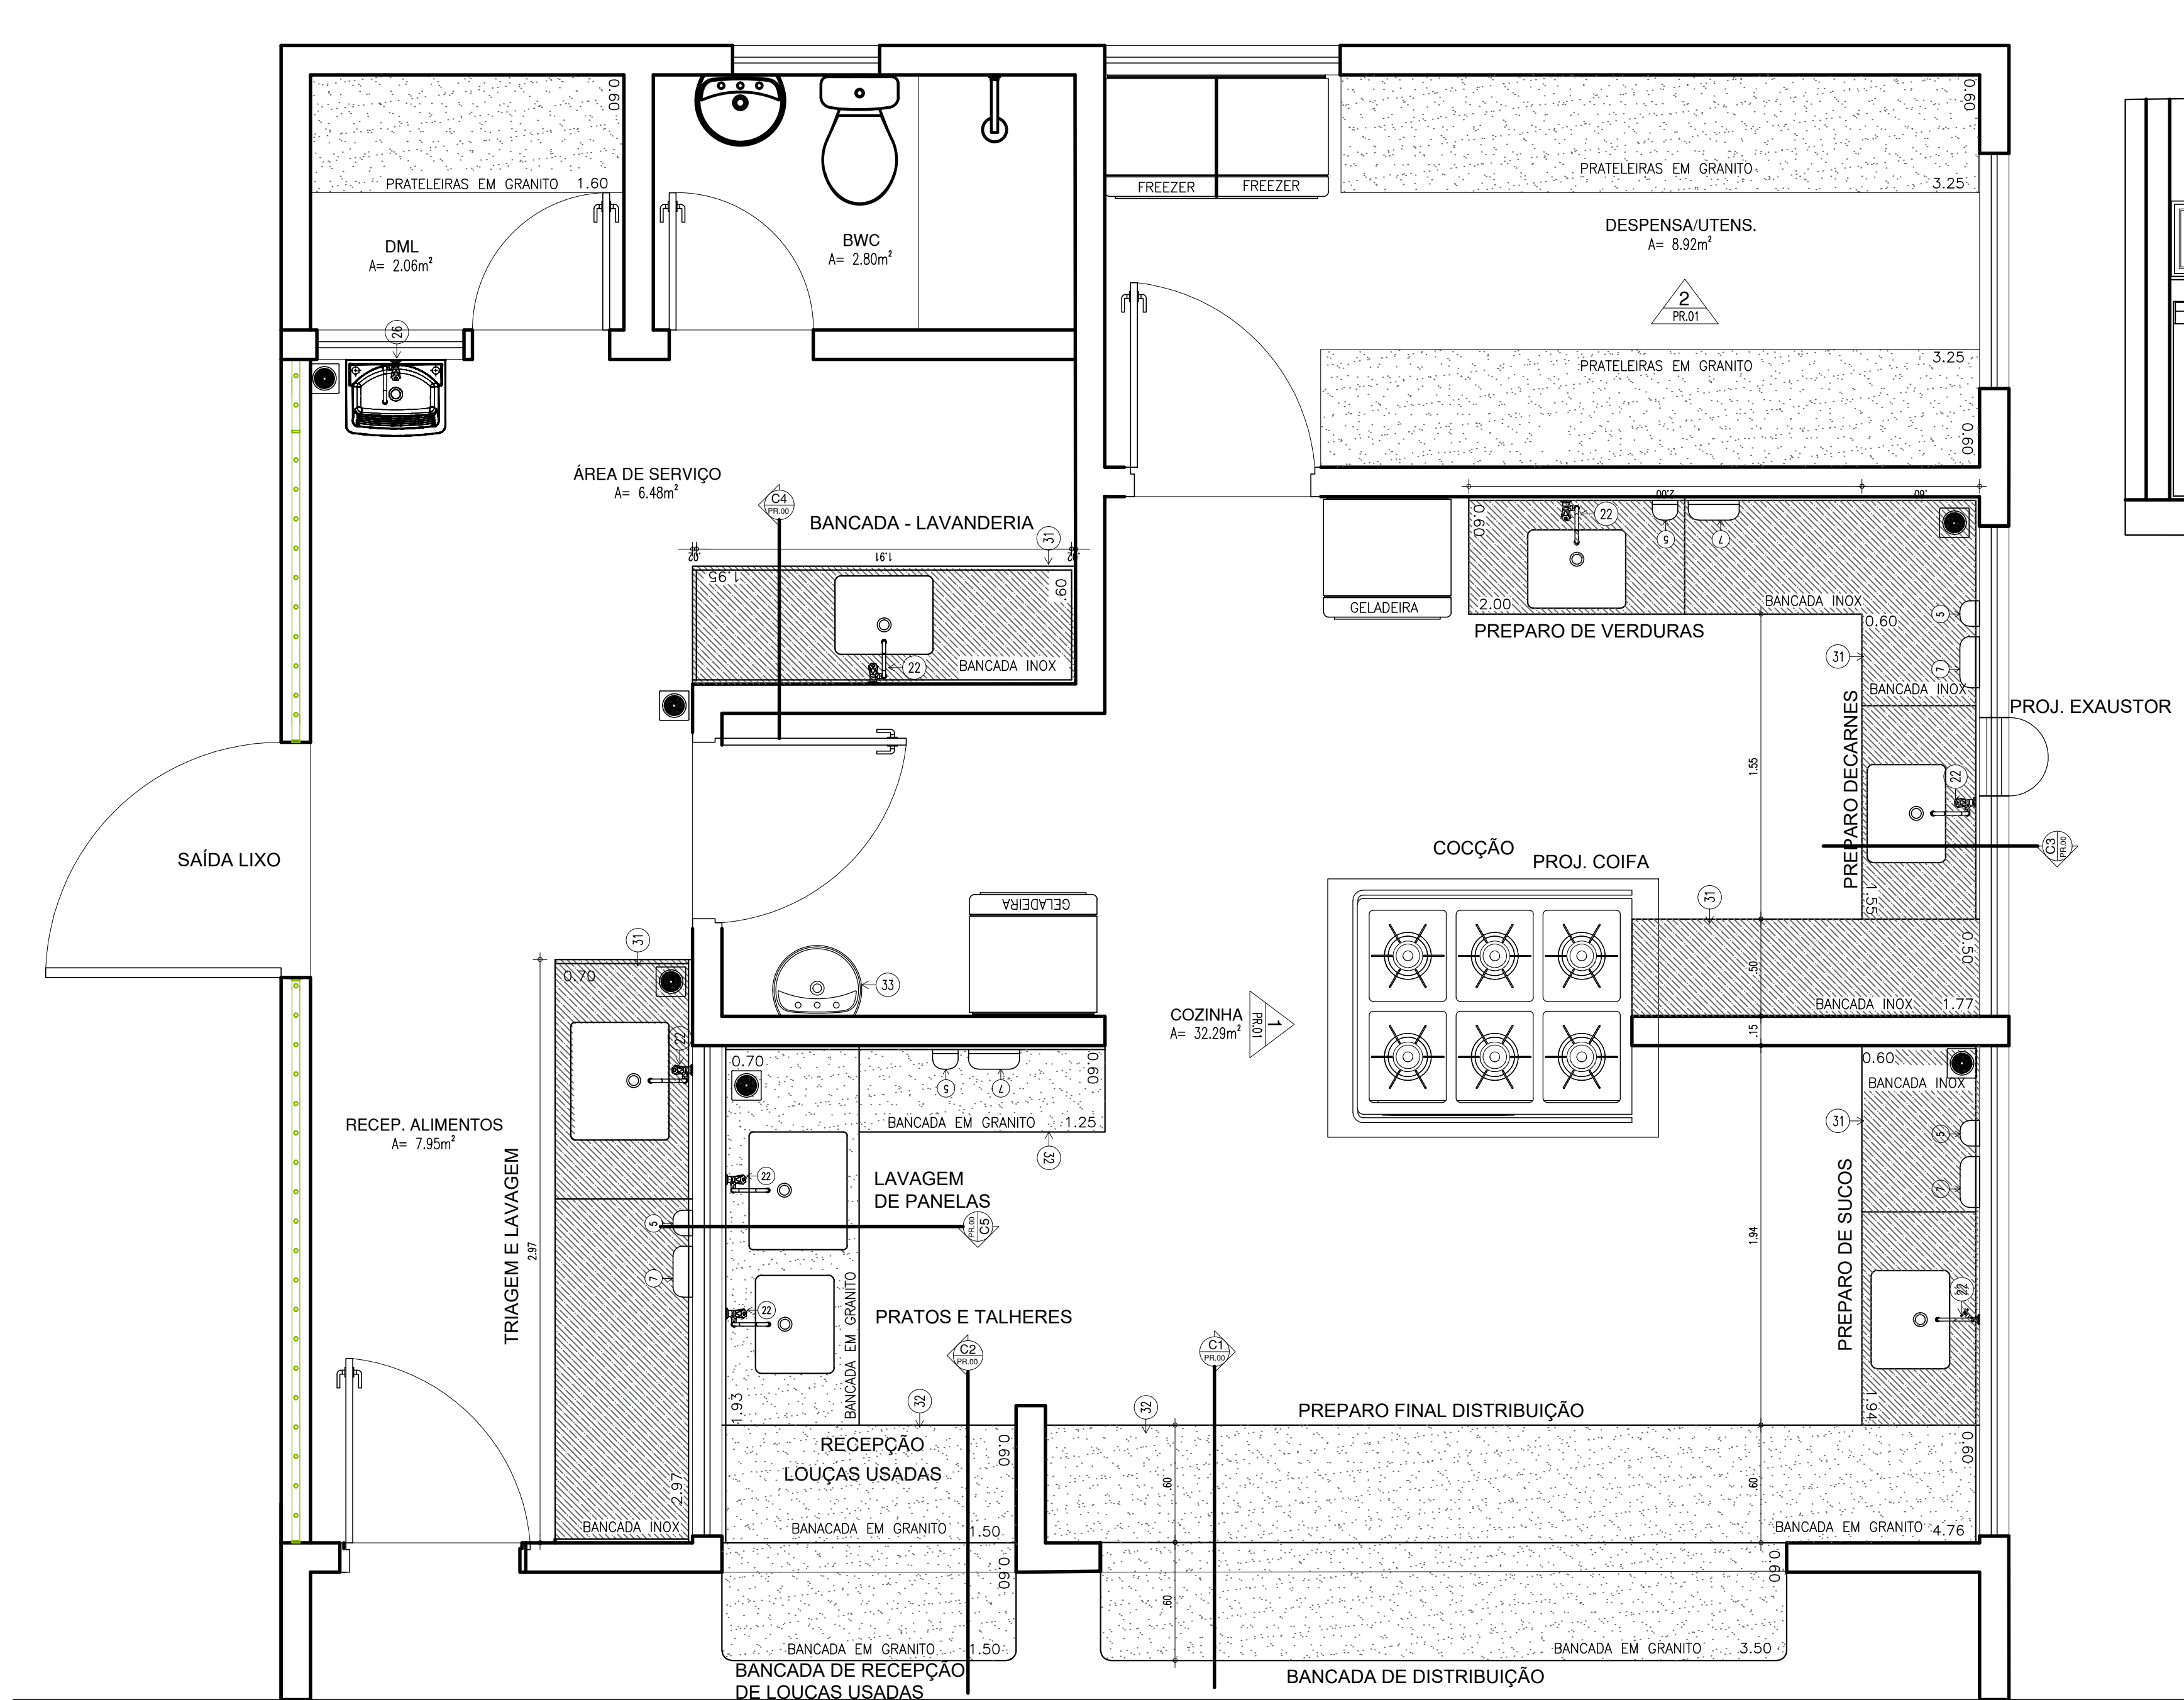 0.60
PRATELEIRAS EM GRANITO 1.60
DML
A= 2.06m²
BWC
A= 2.80m²
FREEZER
FREEZER
0.60
PRATELEIRAS EM GRANITO
3.25
DESPENSA/UTENS.
A= 8.92m²
2
PR.01
PRATELEIRAS EM GRANITO
3.25
0.60
26
ÁREA DE SERVIÇO
A= 6.48m²
C4
PR.00
BANCADA - LAVANDERIA
31
.02
1.91
.02
1.95
.60
22
BANCADA INOX
GELADEIRA
2.00
.60
0.60
22
5
7
2.00
BANCADA INOX
PREPARO DE VERDURAS
0.60
5
31
7
BANCADA INOX
PROJ. EXAUSTOR
PREPARO DECARNES
1.55
22
C3
PR.00
1.55
SAÍDA LIXO
COCÇÃO
PROJ. COIFA
31
0.50
.50
BANCADA INOX 1.77
.15
GELADEIRA
33
COZINHA
A= 32.29m²
1
PR.01
31
0.70
22
RECEP. ALIMENTOS
A= 7.95m²
TRIAGEM E LAVAGEM
2.97
5
7
2.97
BANCADA INOX
0.70
5
7
0.60
BANCADA EM GRANITO 1.25
32
22
LAVAGEM
DE PANELAS
C5
PR.00
22
PRATOS E TALHERES
BANCADA EM GRANITO
1.93
0.60
BANCADA INOX
31
5
7
PREPARO DE SUCOS
1.94
22
1.94
C2
PR.00
C1
PR.00
32
32
PREPARO FINAL DISTRIBUIÇÃO
RECEPÇÃO
LOUÇAS USADAS
0.60
.60
.60
0.60
BANACADA EM GRANITO 1.50
BANCADA EM GRANITO 4.76
0.60
.60
0.60
BANCADA EM GRANITO 1.50
BANCADA EM GRANITO 3.50
BANCADA DE RECEPÇÃO
DE LOUÇAS USADAS
BANCADA DE DISTRIBUIÇÃO